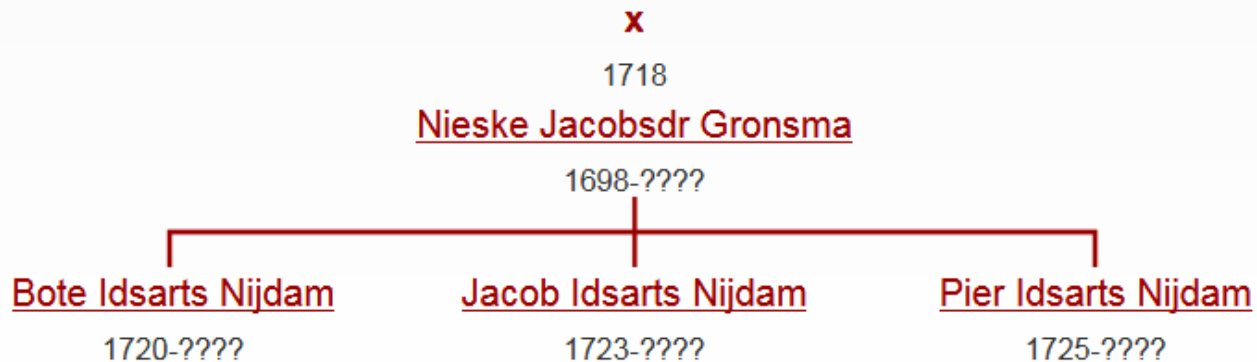 x
1718
Nieske Jacobsdr Gronsma
1698-????
Bote Idsarts Nijdam Jacob Idsarts Nijdam Pier Idsarts Nijdam
1720-???? 1723-???? 1725-????